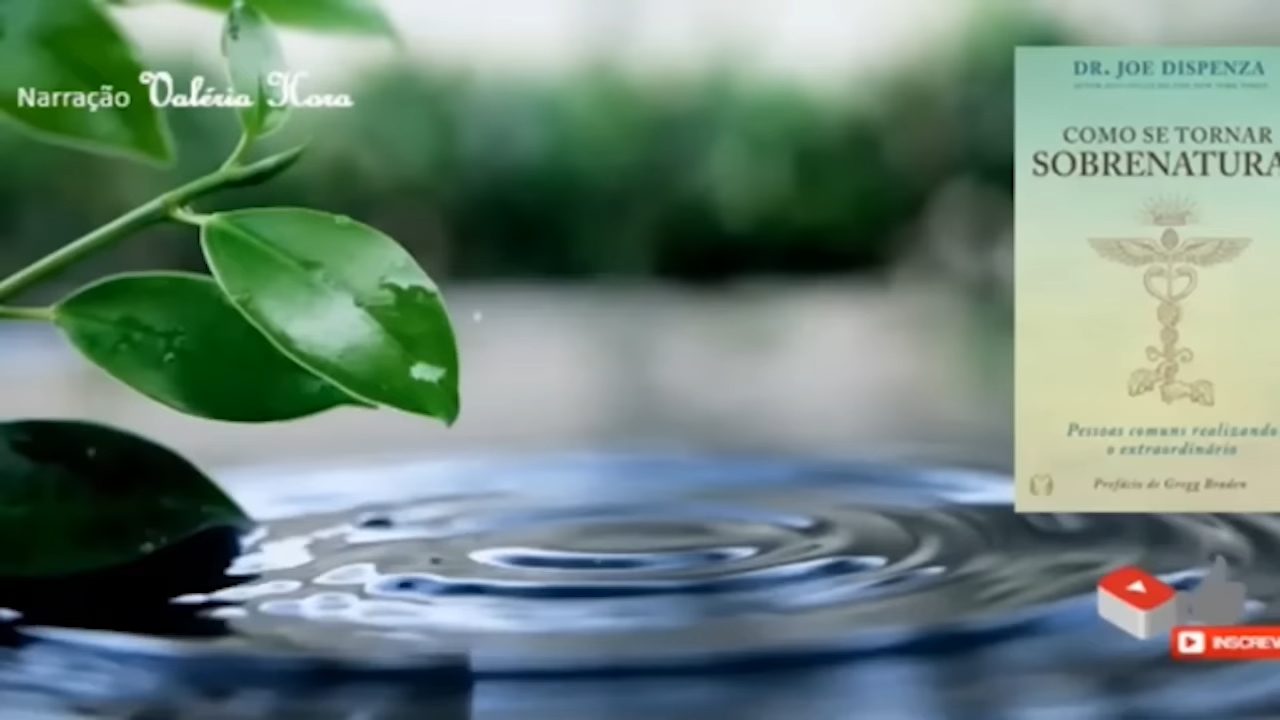 Narração Valéria Hora
DR. JOE DISPENZA
COMO SE TORNAR
SOBRENATURA
Pessoas comuns realizando
o extraordinário
Prefácio de Gregg Braden
INSCREV